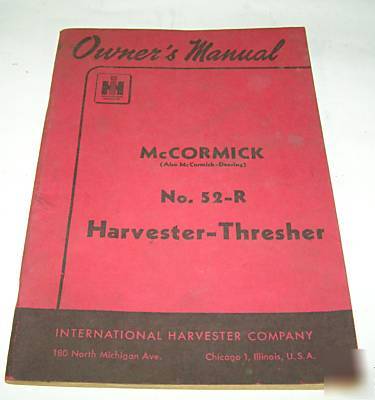 Owner's Manual
IH
McCORMICK
(Also McCormick-Deering)
No. 52-R
Harvester-Thresher
INTERNATIONAL HARVESTER COMPANY
180 North Michigan Ave. Chicago 1, Illinois, U.S.A.